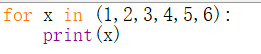 for x in (1,2,3,4,5,6):
    print(x)